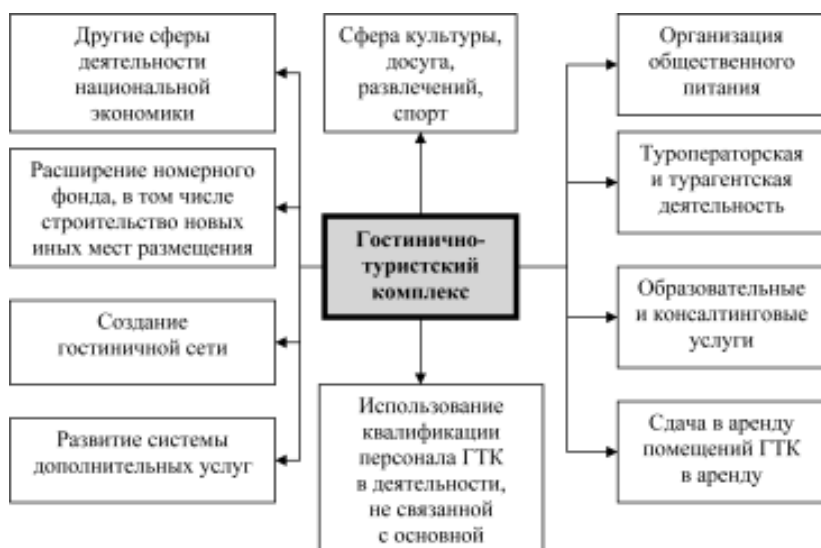 Другие сферы
деятельности
национальной
экономики
Расширение номерного
фонда, в том числе
строительство новых
иных мест размещения
Создание
гостиничной сети
Развитие системы
дополнительных услуг
Сфера культуры,
досуга,
развлечений,
спорт
Гостинично-
туристский
комплекс
Использование
квалификации
персонала ГТК
в деятельности,
не связанной
с основной
Организация
общественного
питания
Туроператорская
и турагентская
деятельность
Образовательные
и консалтинговые
услуги
Сдача в аренду
помещений ГТК
в аренду